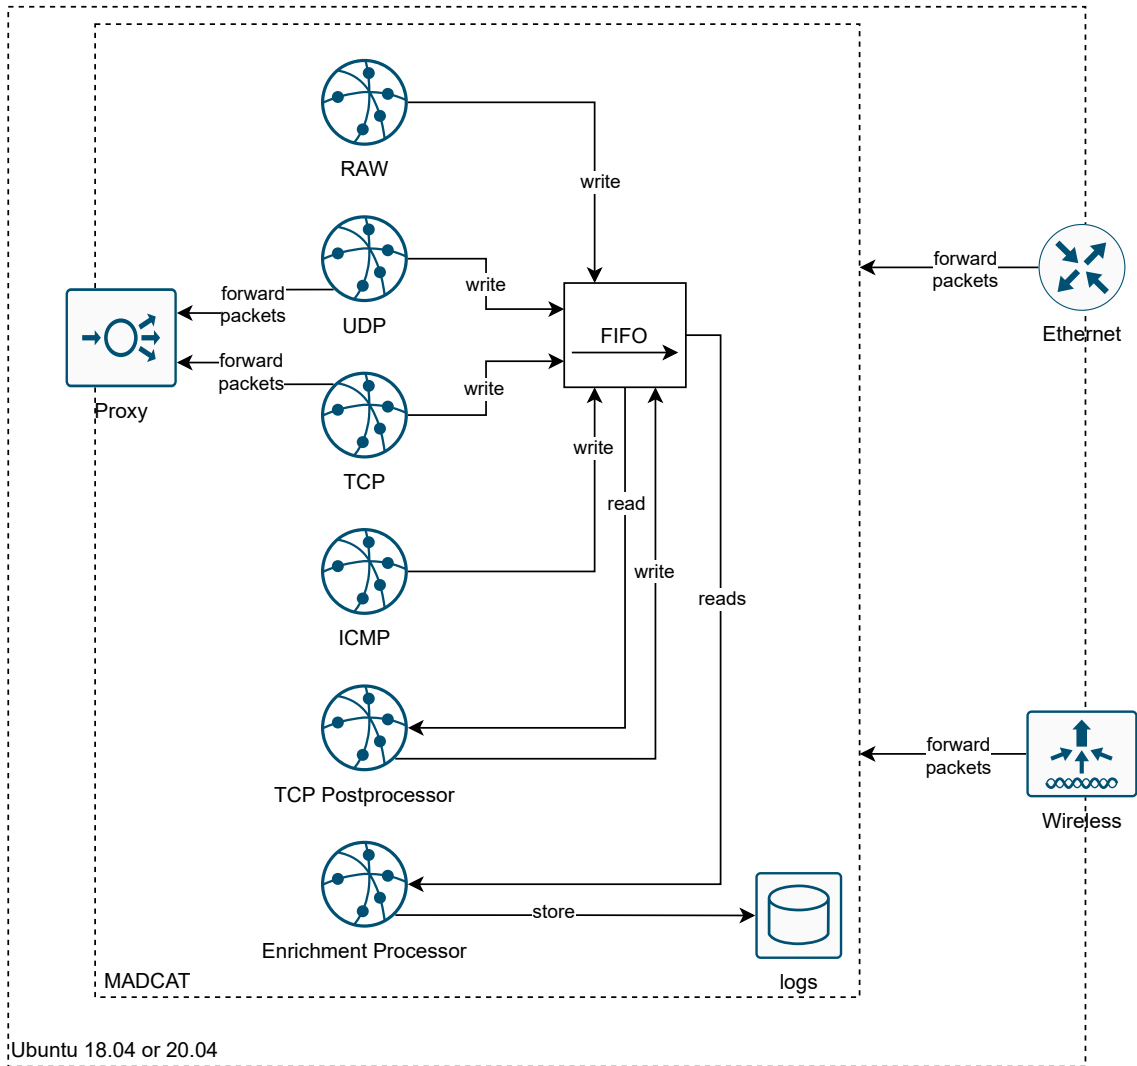 RAW
write
UDP
write
forward
packets
forward
packets
Proxy
write
TCP
FIFO
forward
packets
Ethernet
write
read
write
reads
ICMP
TCP Postprocessor
forward
packets
Wireless
Enrichment Processor
store
logs
MADCAT
Ubuntu 18.04 or 20.04